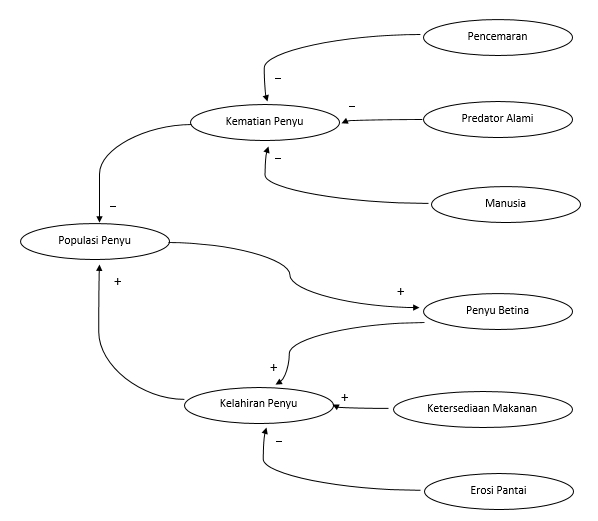 Pencemaran
–
Kematian Penyu
–
Predator Alami
–
Manusia
–
Populasi Penyu
+
+
Penyu Betina
+
Kelahiran Penyu
+
Ketersediaan Makanan
–
Erosi Pantai